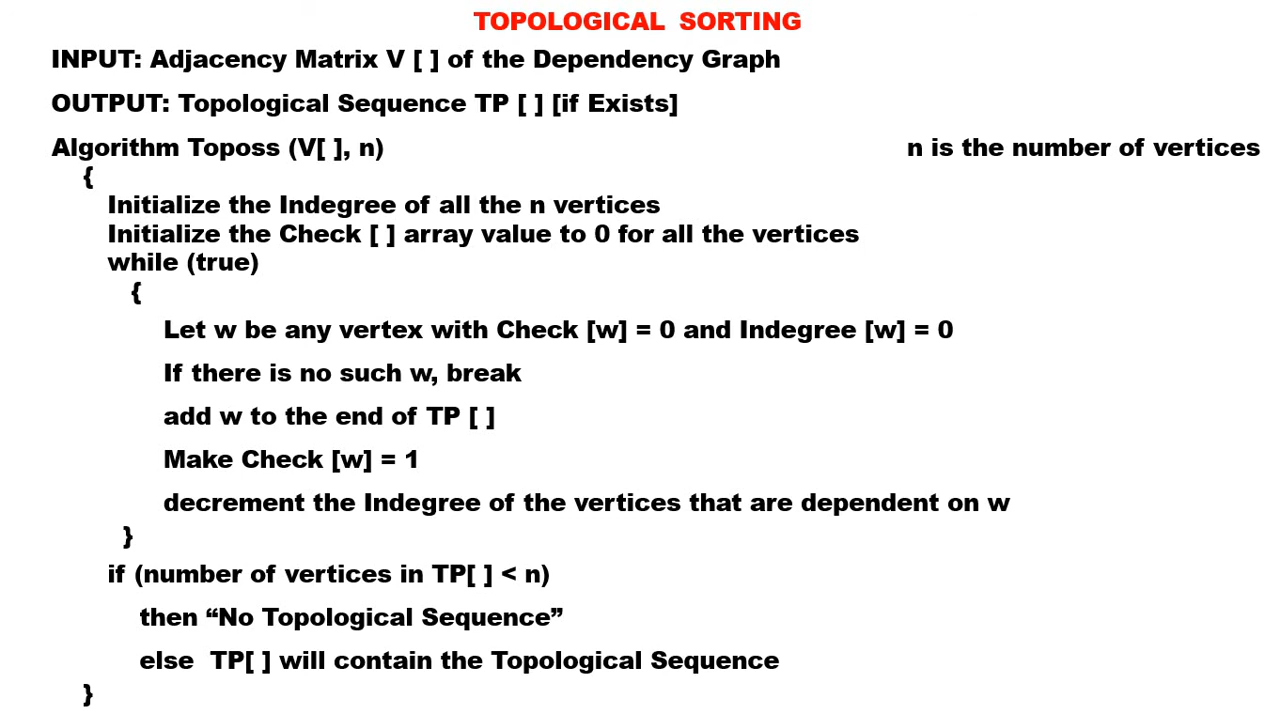 TOPOLOGICAL SORTING
INPUT: Adjacency Matrix V [ ] of the Dependency Graph
OUTPUT: Topological Sequence TP [ ] [if Exists]
Algorithm Toposs (V[ ], n) n is the number of vertices
{
Initialize the Indegree of all the n vertices
Initialize the Check [ ] array value to 0 for all the vertices
while (true)
{
Let w be any vertex with Check [w] = 0 and Indegree [w] = 0
If there is no such w, break
add w to the end of TP [ ]
Make Check [w] = 1
decrement the Indegree of the vertices that are dependent on w
}
if (number of vertices in TP[ ] < n)
then “No Topological Sequence”
else TP[ ] will contain the Topological Sequence
}